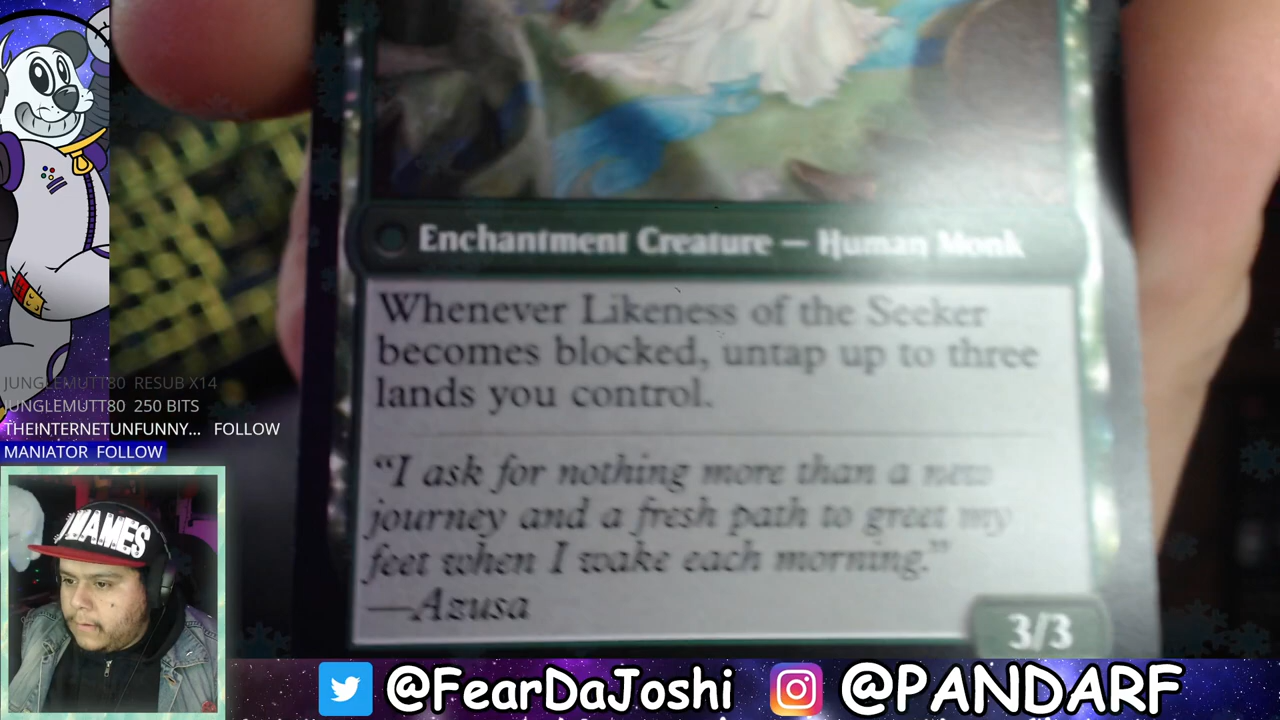 Enchantment Creature — Human Monk
Whenever Likeness of the Seeker
becomes blocked, untap up to three
lands you control.
“I ask for nothing more than a new
journey and a fresh path to greet my
feet when I wake each morning.”
—Azusa
3/3
JUNGLEMUTT80 RESUB X14
JUNGLEMUTT80 250 BITS
THEINTERNETUNFUNNY... FOLLOW
MANIATOR FOLLOW
@FearDaJoshi
@PANDARF